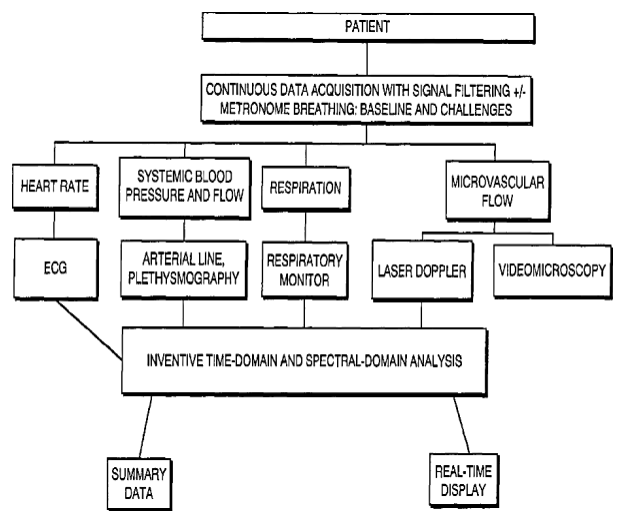 PATIENT
CONTINUOUS DATA ACQUISITION WITH SIGNAL FILTERING +/-
METRONOME BREATHING: BASELINE AND CHALLENGES
HEART RATE
SYSTEMIC BLOOD
PRESSURE AND FLOW
RESPIRATION
MICROVASCULAR
FLOW
ECG
ARTERIAL LINE,
PLETHYSMOGRAPHY
RESPIRATORY
MONITOR
LASER DOPPLER
VIDEOMICROSCOPY
INVENTIVE TIME-DOMAIN AND SPECTRAL-DOMAIN ANALYSIS
SUMMARY
DATA
REAL-TIME
DISPLAY